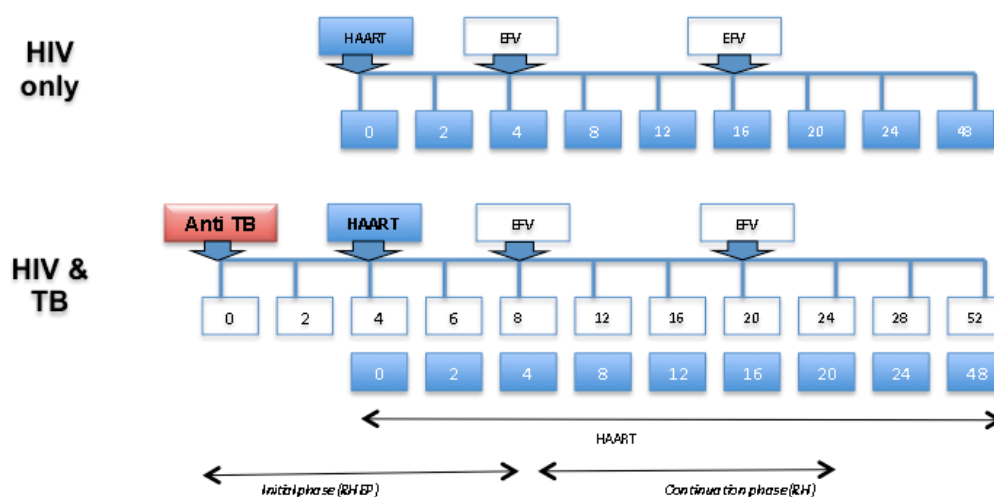 HIV
only
HAART EFV EFV
0 2 4 8 12 16 20 24 48
HIV &
TB
Anti TB HAART EFV EFV
0 2 4 6 8 12 16 20 24 28 52
0 2 4 8 12 16 20 24 48
HAART
Initial phase (RHEP) Continuation phase (RH)